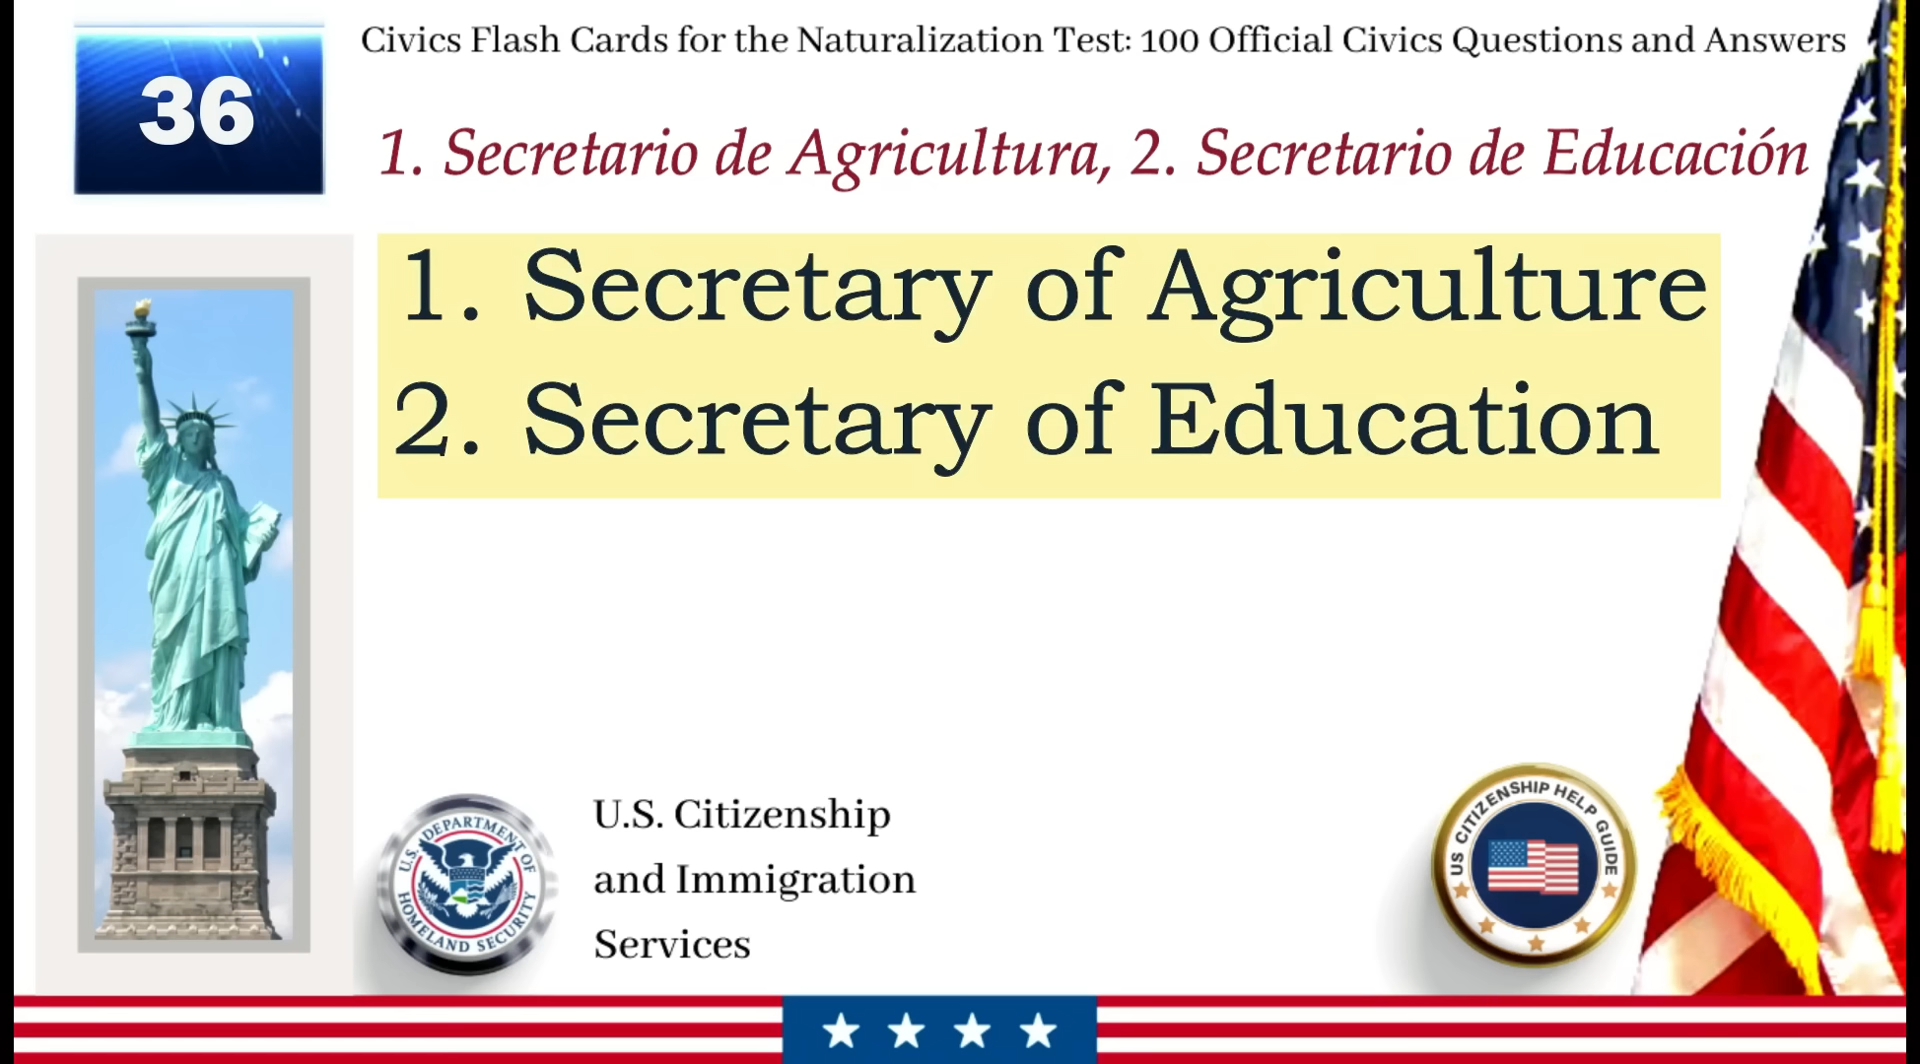 36
Civics Flash Cards for the Naturalization Test: 100 Official Civics Questions and Answers
1. Secretario de Agricultura, 2. Secretario de Educación
1. Secretary of Agriculture
2. Secretary of Education
U.S. DEPARTMENT OF
HOMELAND SECURITY
U.S. Citizenship
and Immigration
Services
US CITIZENSHIP HELP GUIDE